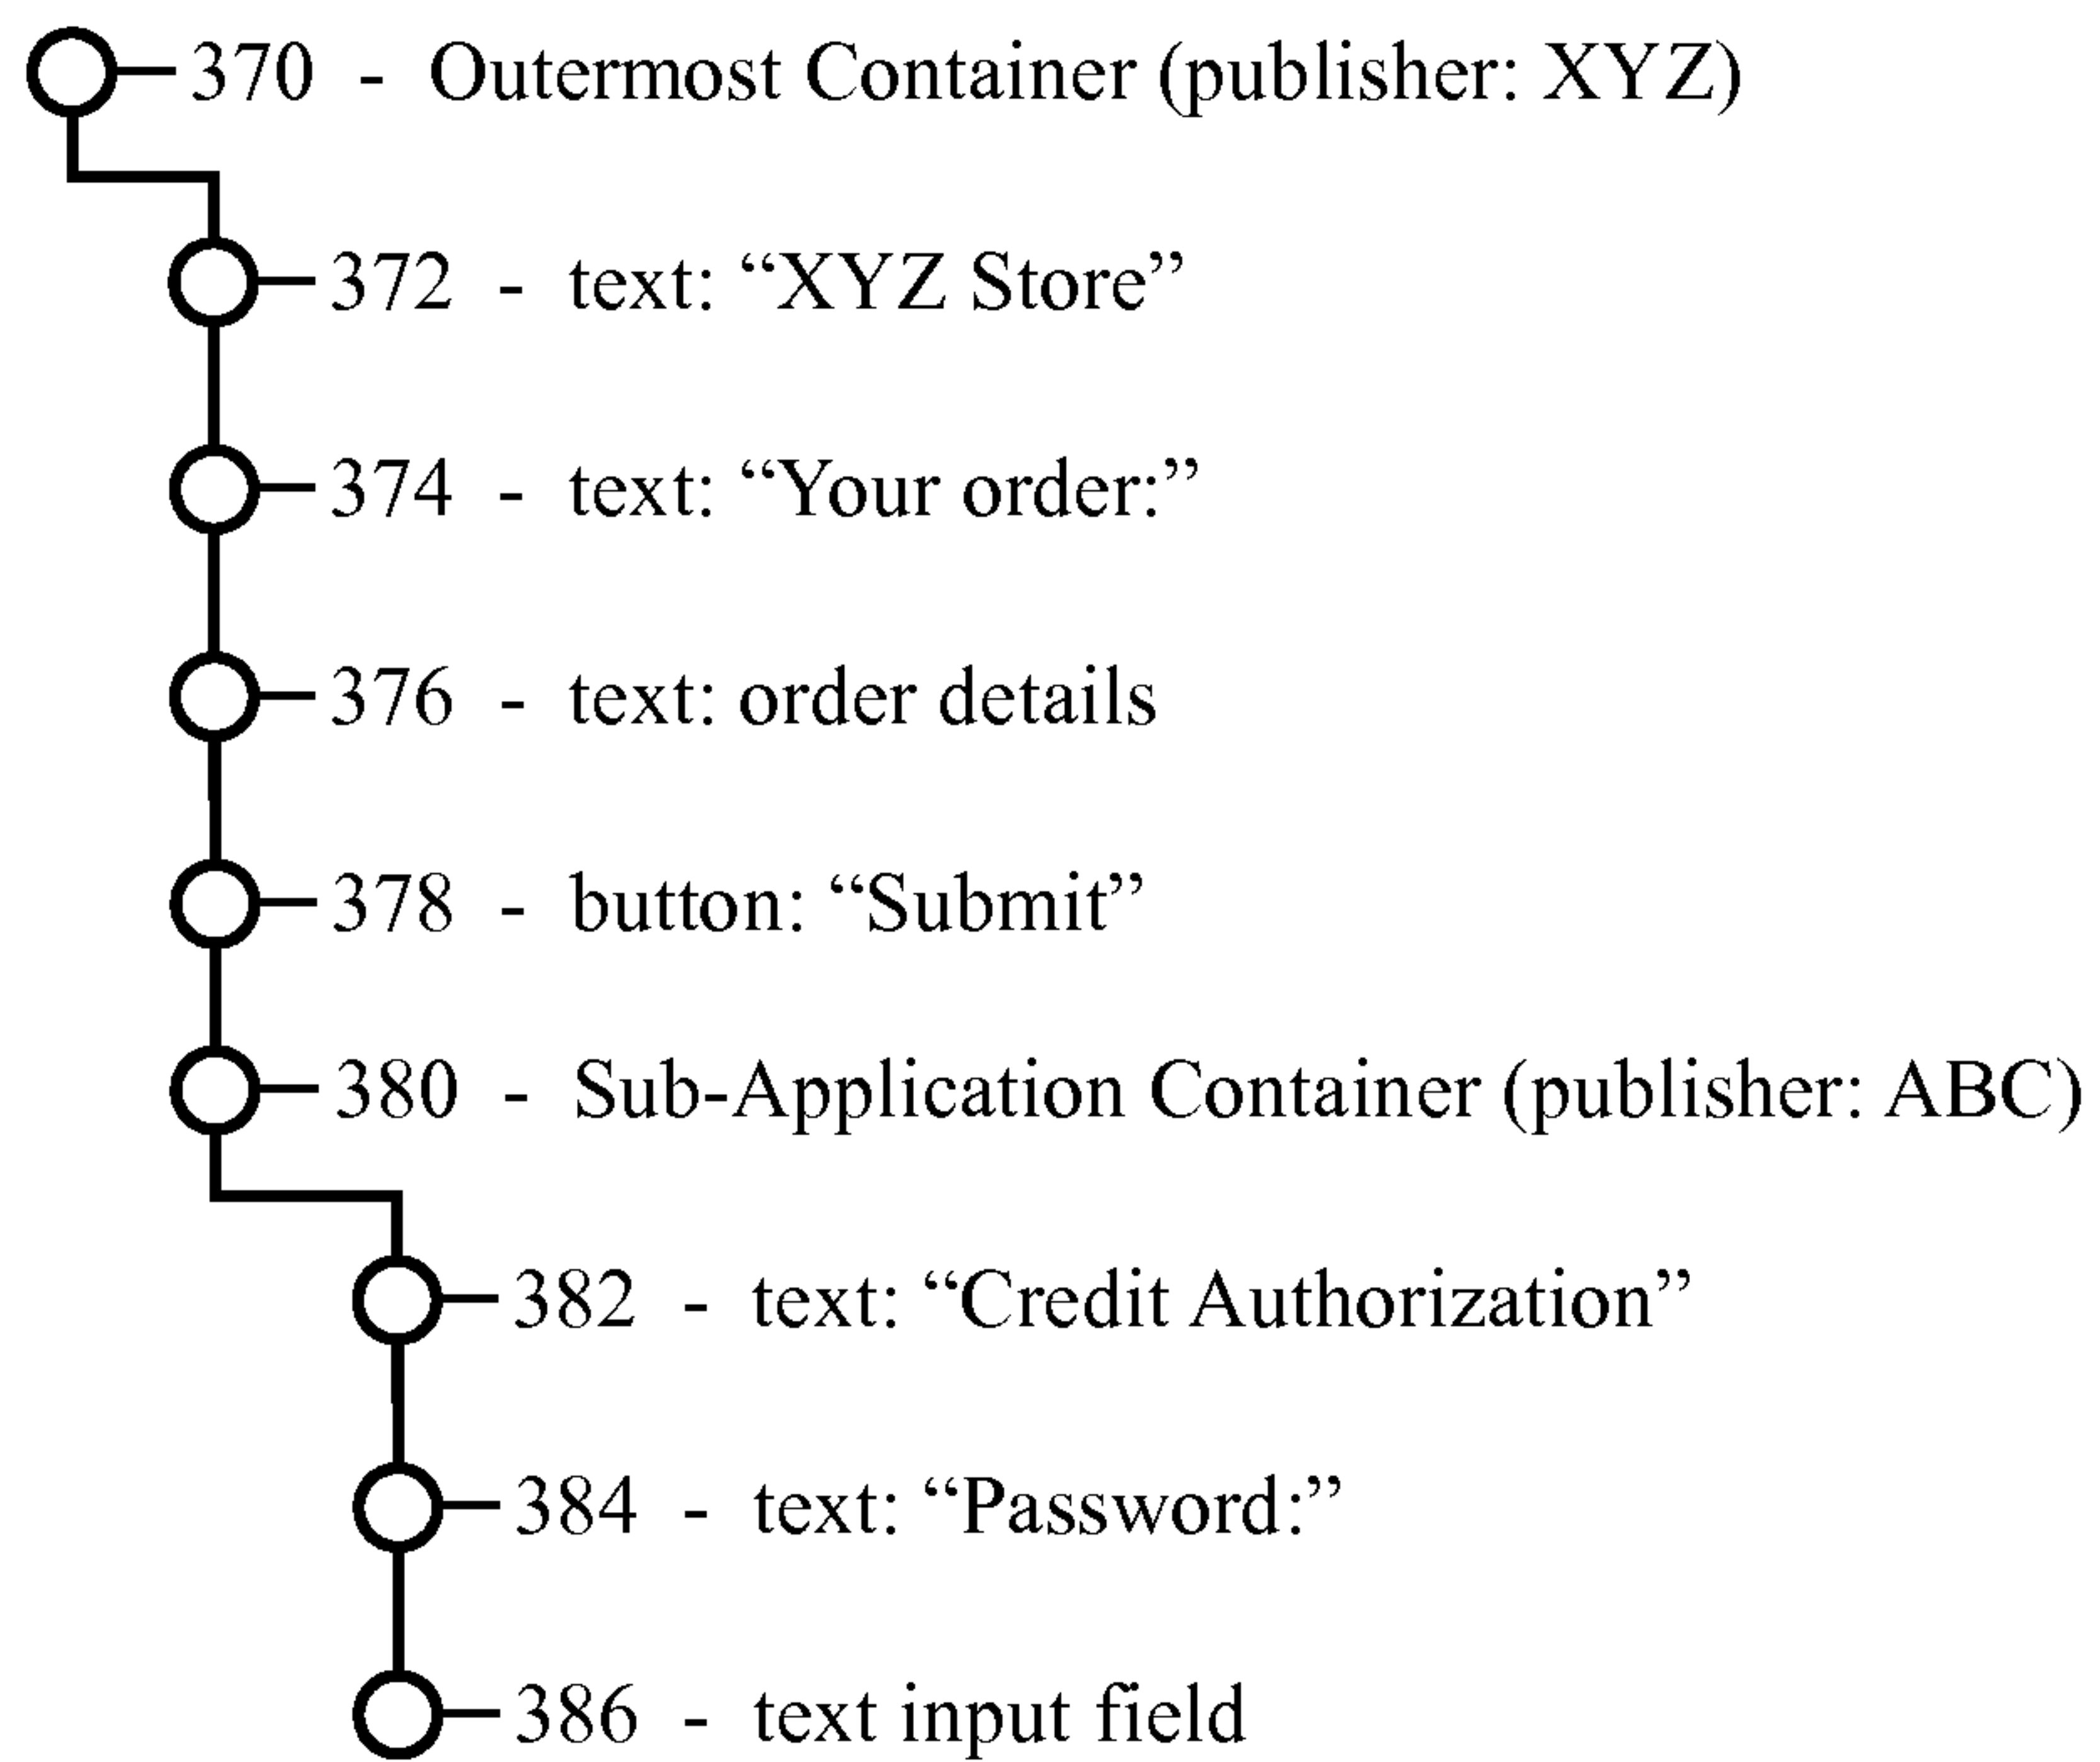 370 - Outermost Container (publisher: XYZ)
372 - text: “XYZ Store”
374 - text: “Your order:”
376 - text: order details
378 - button: “Submit”
380 - Sub-Application Container (publisher: ABC)
382 - text: “Credit Authorization”
384 - text: “Password:”
386 - text input field